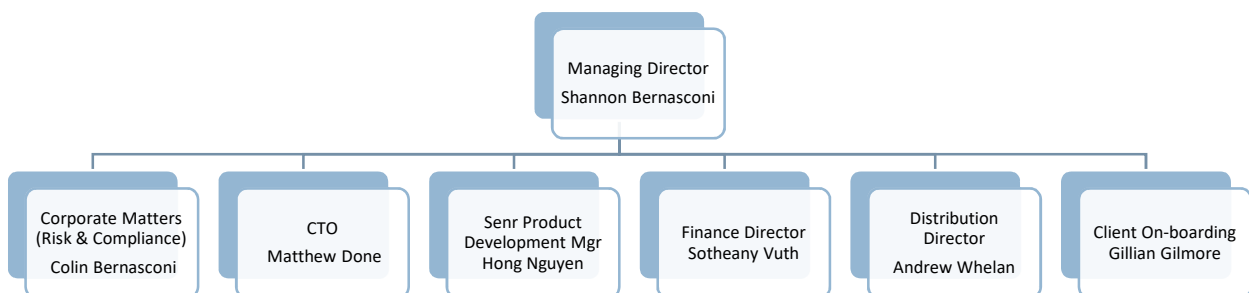 Managing Director
Shannon Bernasconi
Corporate Matters
(Risk & Compliance)
Colin Bernasconi
CTO
Matthew Done
Senr Product
Development Mgr
Hong Nguyen
Finance Director
Sotheany Vuth
Distribution
Director
Andrew Whelan
Client On-boarding
Gillian Gilmore